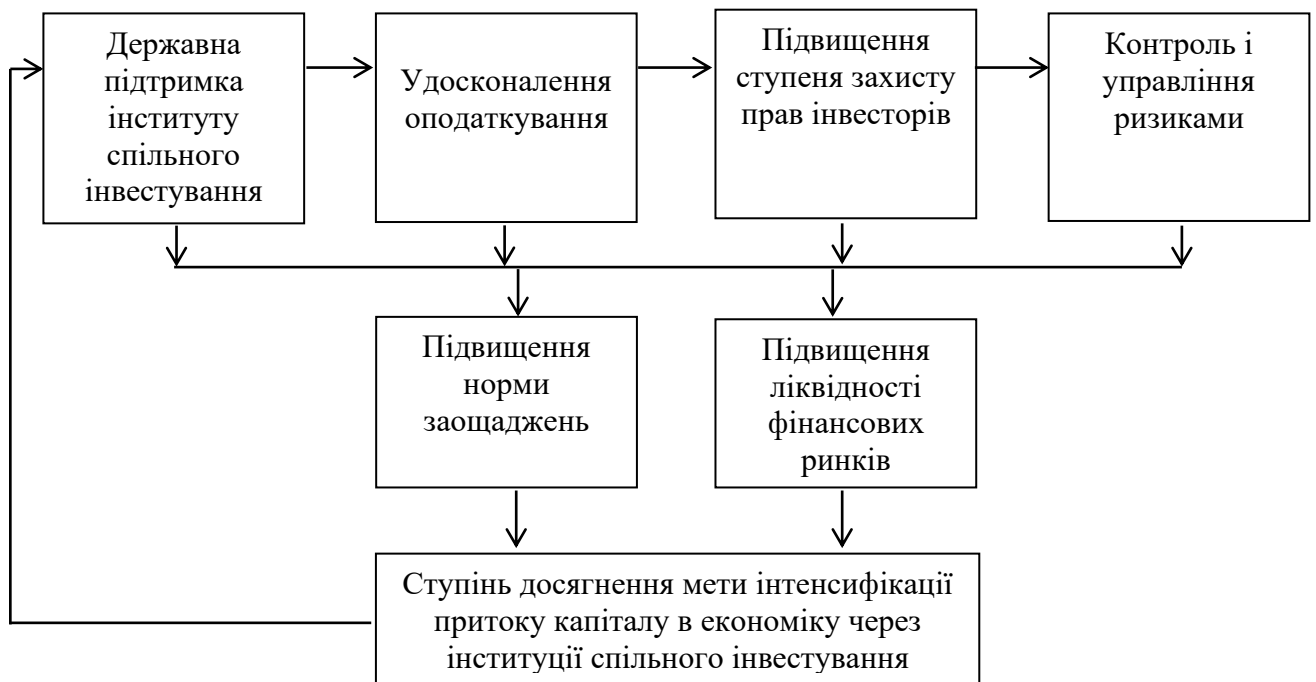 Державна
підтримка
інституту
спільного
інвестування
Удосконалення
оподаткування
Підвищення
ступеня захисту
прав інвесторів
Контроль і
управління
ризиками
Підвищення
норми
заощаджень
Підвищення
ліквідності
фінансових
ринків
Ступінь досягнення мети інтенсифікації
притоку капіталу в економіку через
інституції спільного інвестування